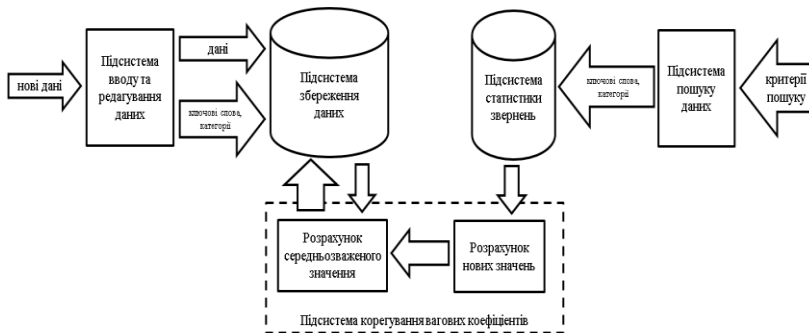 нові дані
Підсистема
вводу та
редагування
даних
дані
ключові слова,
категорії
Підсистема
збереження
даних
Підсистема
статистики
звернень
ключові слова,
категорії
Підсистема
пошуку
даних
критерії
пошуку
Розрахунок
середньозваженого
значення
Розрахунок
нових значень
Підсистема корегування вагових коефіцієнтів